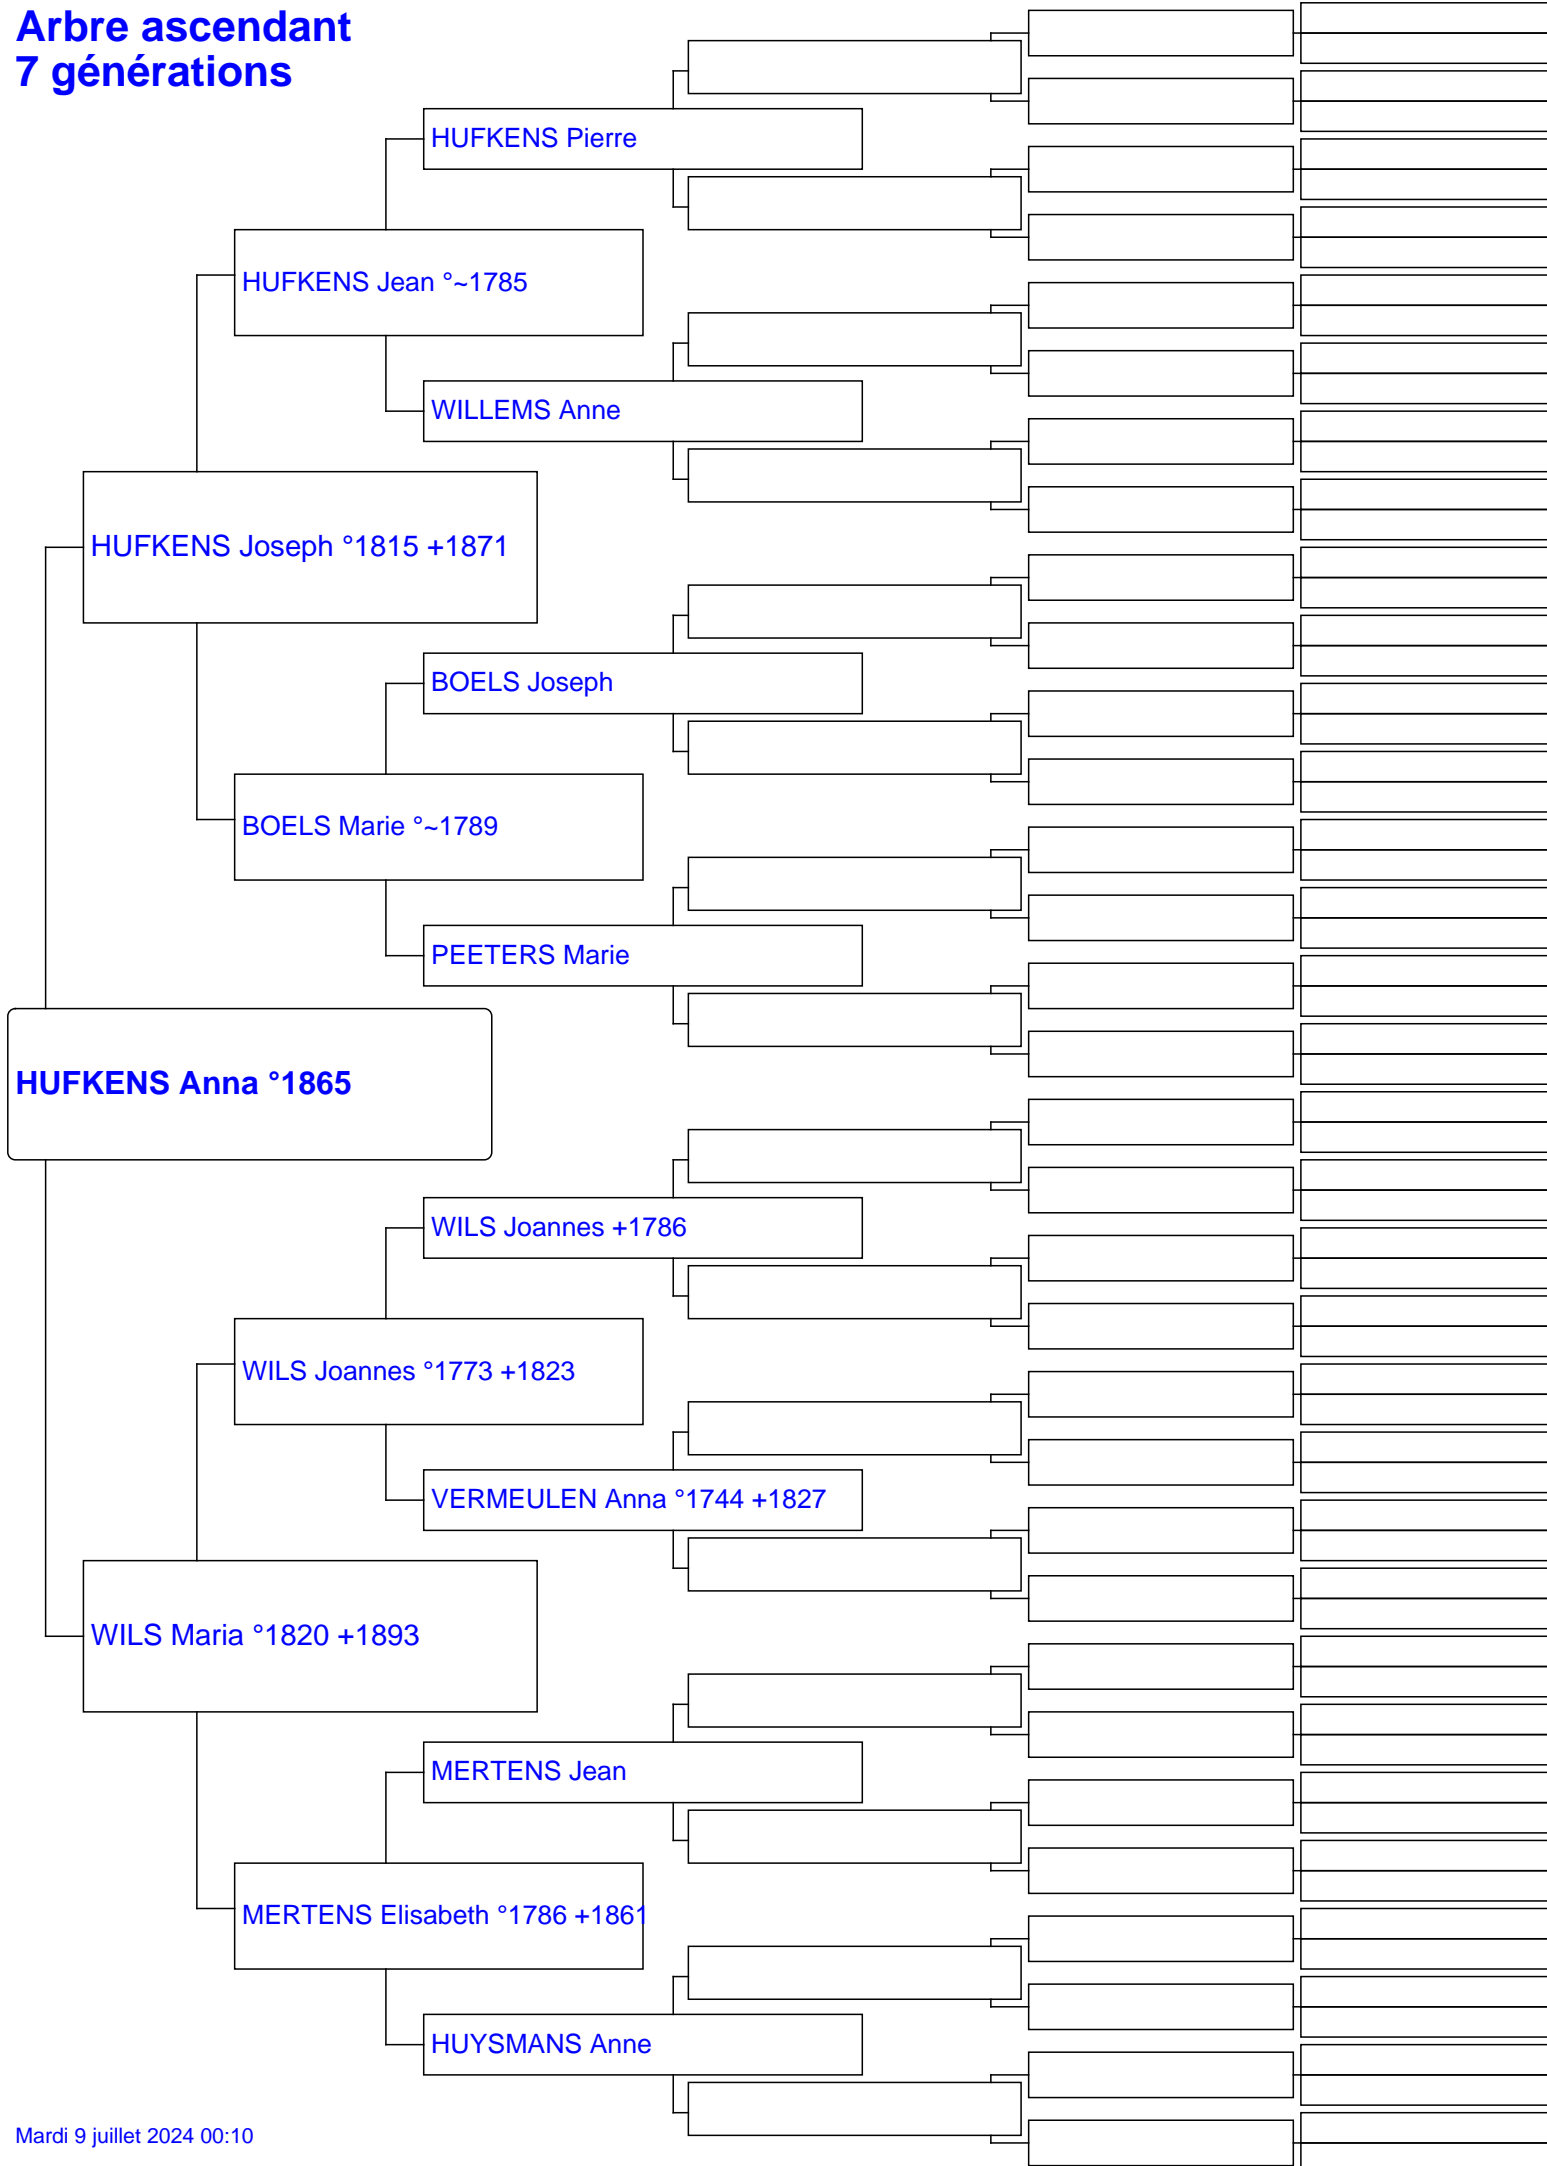 Arbre ascendant
7 générations
HUFKENS Pierre
HUFKENS Jean °~1785
WILLEMS Anne
HUFKENS Joseph °1815 +1871
BOELS Joseph
BOELS Marie °~1789
PEETERS Marie
HUFKENS Anna °1865
WILS Joannes +1786
WILS Joannes °1773 +1823
VERMEULEN Anna °1744 +1827
WILS Maria °1820 +1893
MERTENS Jean
MERTENS Elisabeth °1786 +1861
HUYSMANS Anne
Mardi 9 juillet 2024 00:10